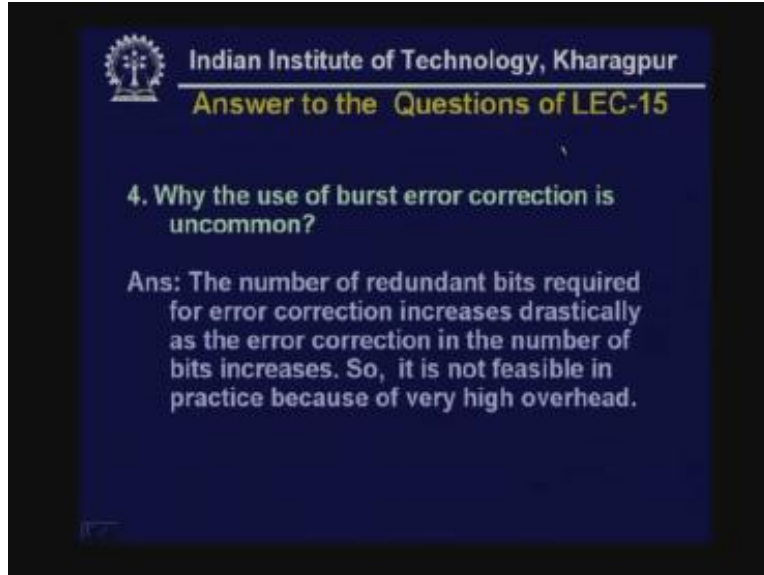 Indian Institute of Technology, Kharagpur
Answer to the Questions of LEC-15
4. Why the use of burst error correction is
uncommon?
Ans: The number of redundant bits required
for error correction increases drastically
as the error correction in the number of
bits increases. So, it is not feasible in
practice because of very high overhead.